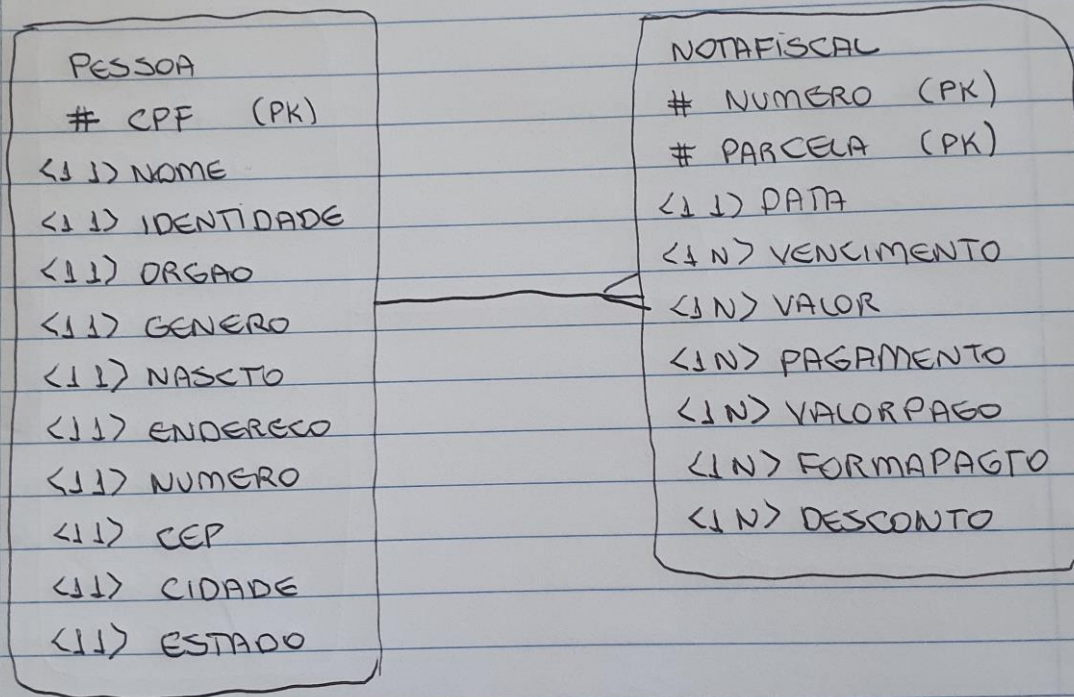 PESSOA
# CPF (PK)
<1 1> NOME
<1 1> IDENTIDADE
<1 1> ORGAO
<1 1> GENERO
<1 1> NASCTO
<1 1> ENDERECO
<1 1> NUMERO
<1 1> CEP
<1 1> CIDADE
<1 1> ESTADO
NOTAFISCAL
# NUMERO (PK)
# PARCELA (PK)
<1 1> DATA
<1 N> VENCIMENTO
<1 N> VALOR
<1 N> PAGAMENTO
<1 N> VALORPAGO
<1 N> FORMAPAGTO
<1 N> DESCONTO